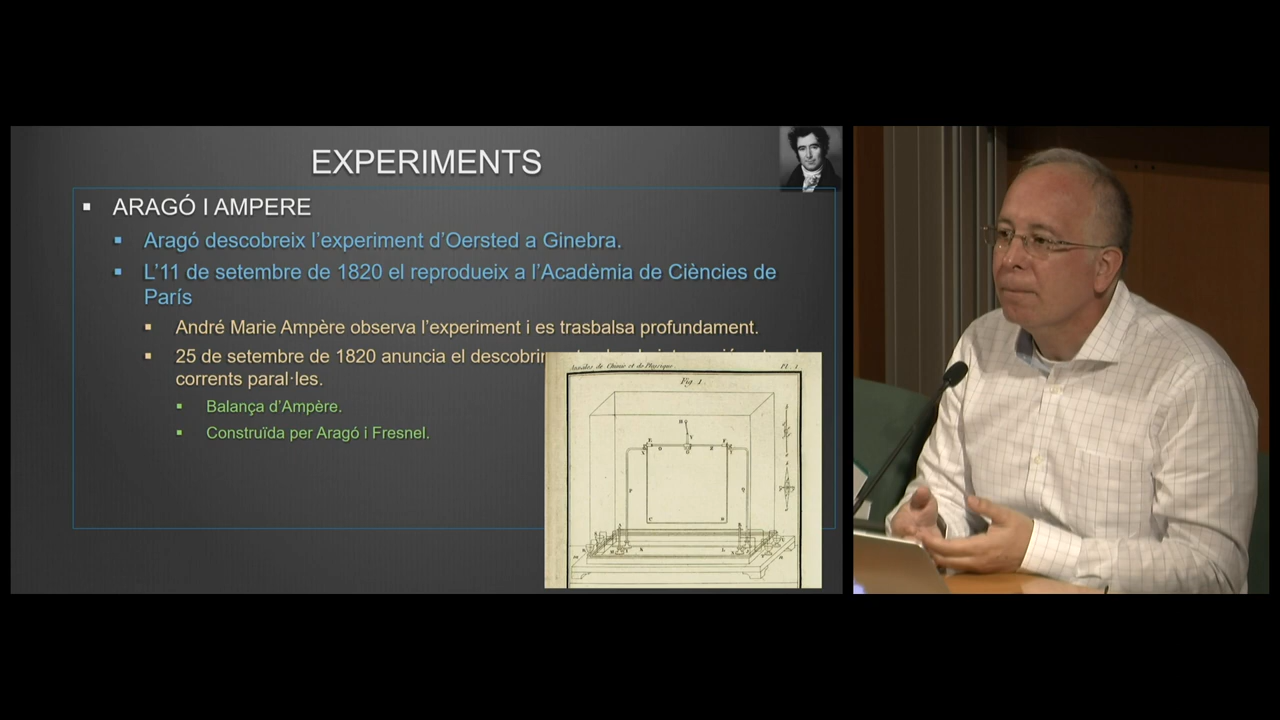 EXPERIMENTS
ARAGÓ I AMPERE
Aragó descobreix l’experiment d’Oersted a Ginebra.
L’11 de setembre de 1820 el reprodueix a l’Acadèmia de Ciències de
París
André Marie Ampère observa l’experiment i es trasbalsa profundament.
25 de setembre de 1820 anuncia el
corrents paral·les.
Balança d’Ampère.
Construïda per Aragó i Fresnel.
Annales de Chimie et de Physique.
Fig. 1.